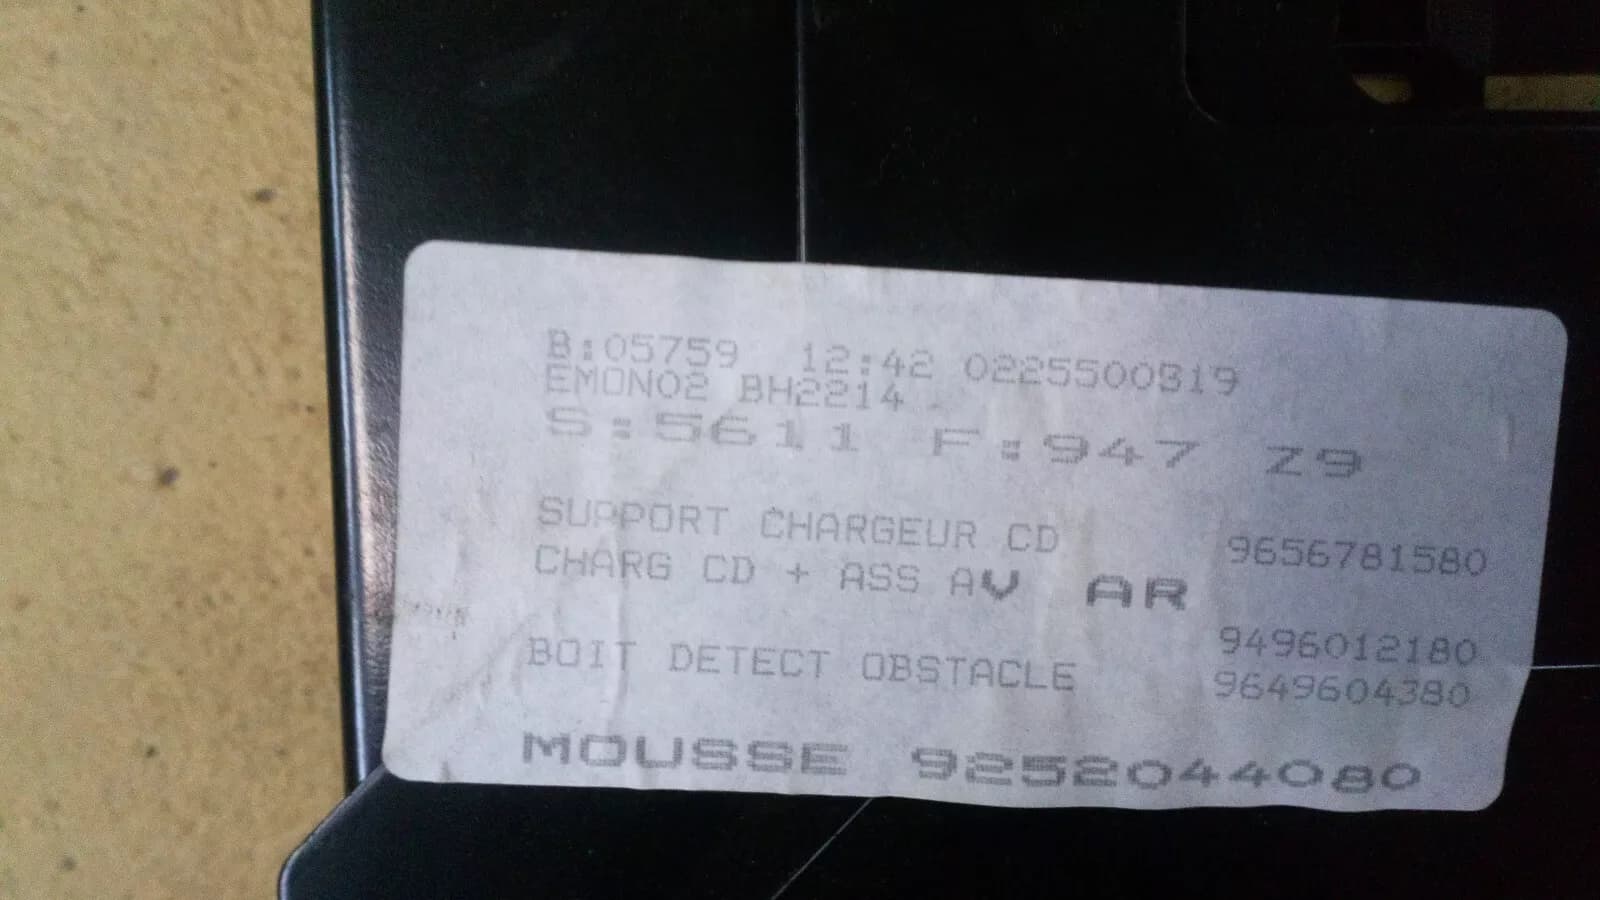 B:05759 12:42 0225500319
EMON02 BH2214
S:5611 F:947 Z9
SUPPORT CHARGEUR CD 9656781580
CHARG CD + ASS AV AR
9496012180
BOIT DETECT OBSTACLE 9649604380
MOUSSE 9252044080